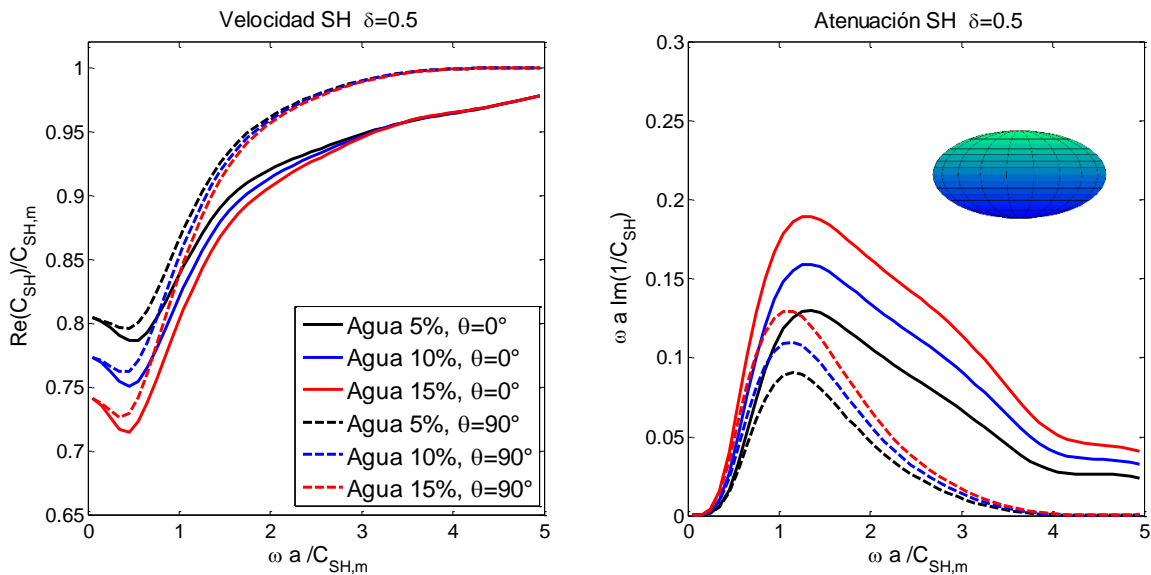 Velocidad SH δ=0.5
Re(C_SH)/C_SH,m
1
0.95
0.9
0.85
0.8
0.75
0.7
0.65
0
1
2
3
4
5
ω a /C_SH,m
Agua 5%, θ=0°
Agua 10%, θ=0°
Agua 15%, θ=0°
Agua 5%, θ=90°
Agua 10%, θ=90°
Agua 15%, θ=90°
Atenuación SH δ=0.5
ω a Im(1/C_SH)
0.3
0.25
0.2
0.15
0.1
0.05
0
0
1
2
3
4
5
ω a /C_SH,m